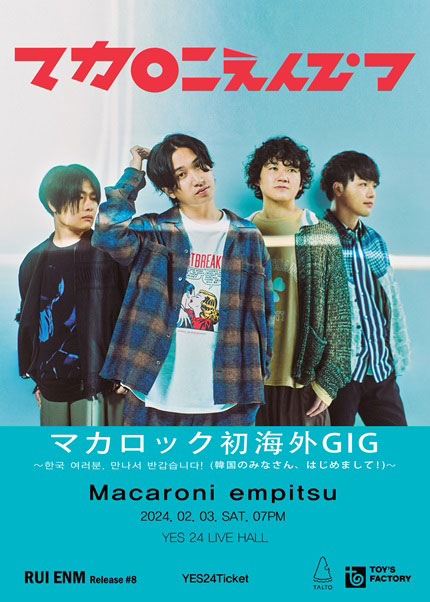 マカロニえんぴつ
マカロック初海外GIG
～한국 여러분, 만나서 반갑습니다! (韓国のみなさん、はじめまして!)～
Macaroni empitsu
2024. 02. 03. SAT. 07PM
YES 24 LIVE HALL
RUI ENM Release #8
YES24Ticket
TALTO
TOY'S
FACTORY